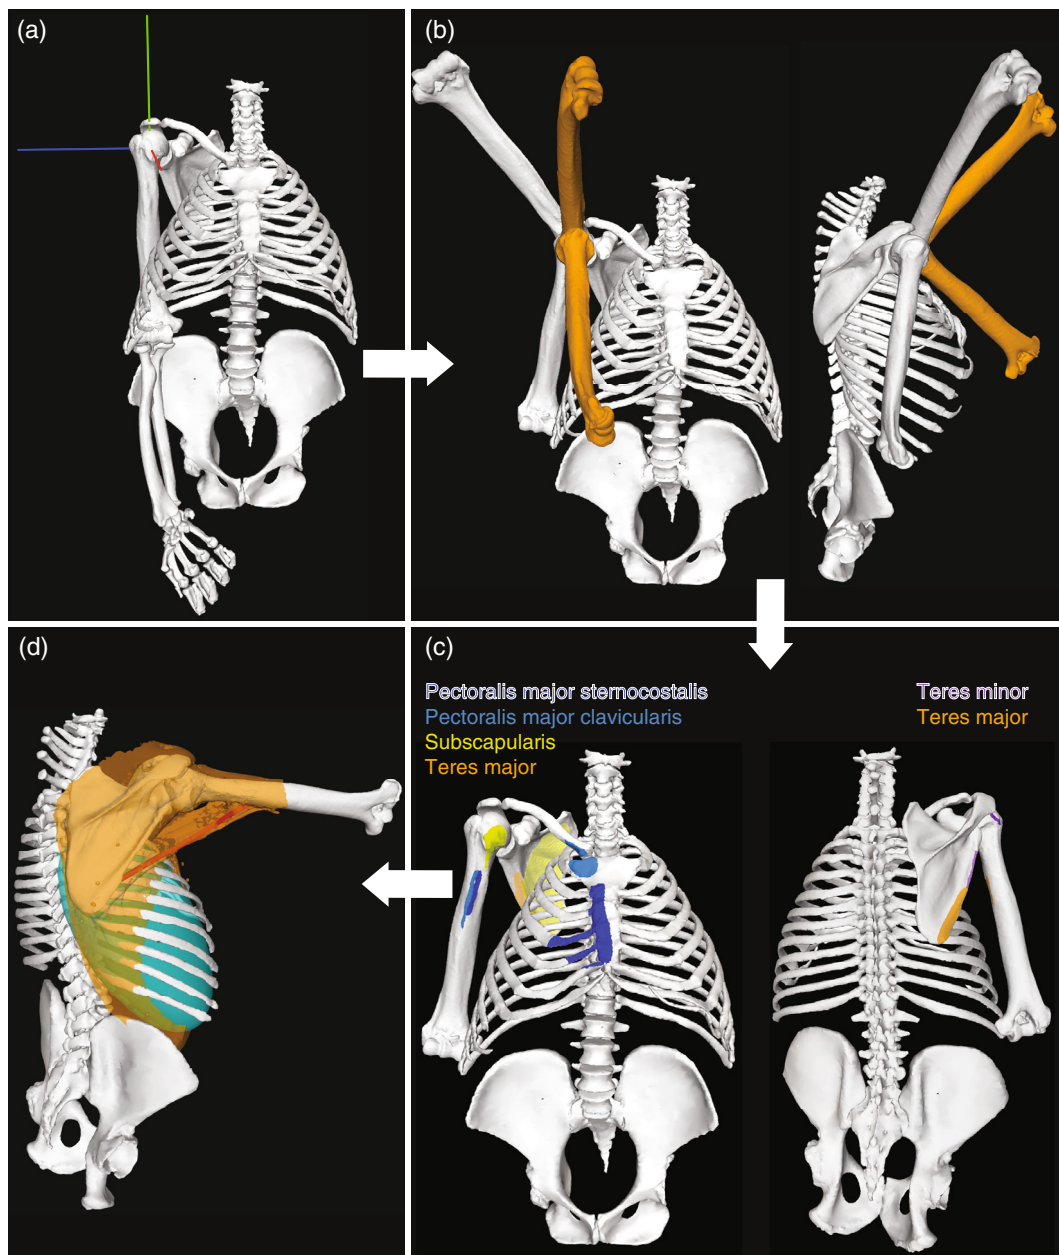 (a)
(b)
(d)
(c)
Pectoralis major sternocostalis
Pectoralis major clavicularis
Subscapularis
Teres major
Teres minor
Teres major